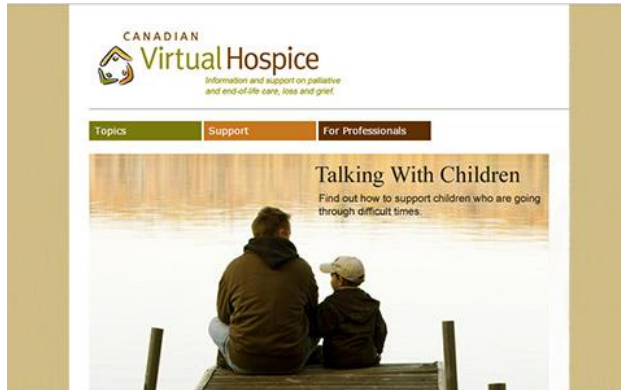 CANADIAN
Virtual Hospice
Information and support on palliative
and end-of-life care, loss and grief.
Topics
Support
For Professionals
Talking With Children
Find out how to support children who are going
through difficult times.